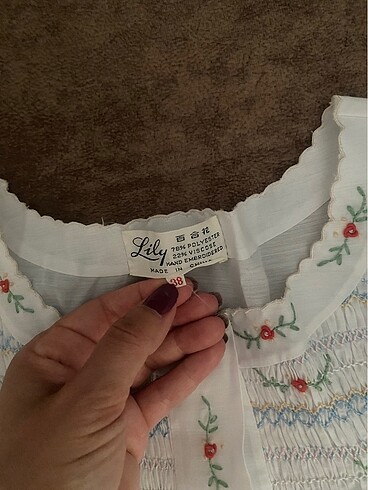 Lily 百合花
78% POLYESTER
22% VISCOSE
HAND EMBROIDERED
MADE IN CHINA
38